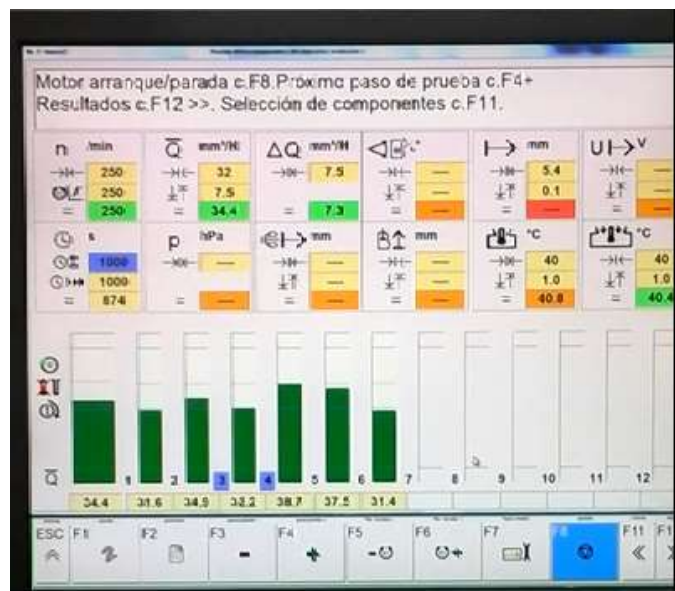 Motor arranque/parada c.F8.Próximo paso de prueba c.F4+
Resultados c.F12 >>. Selección de componentes c.F11.
n /min Q mm³/H ΔQ mm³/H mm U V
250 32 7.5 — 5.4 —
250 7.5 — 0.1 —
= 250 = 34.4 = 7.3 = — = — = —
s p hPa mm mm °C °C
1000 — — — 40 40
1000 — — 1.0 1.0
= 874 = — = — = — = 40.8 = 40.4
Q 1 2 3 4 5 6 7 8 9 10 11 12
34.4 31.6 34.9 32.2 38.7 37.5 31.4
ESC F1 F2 F3 F4 F5 F6 F7 F8 F11 F1